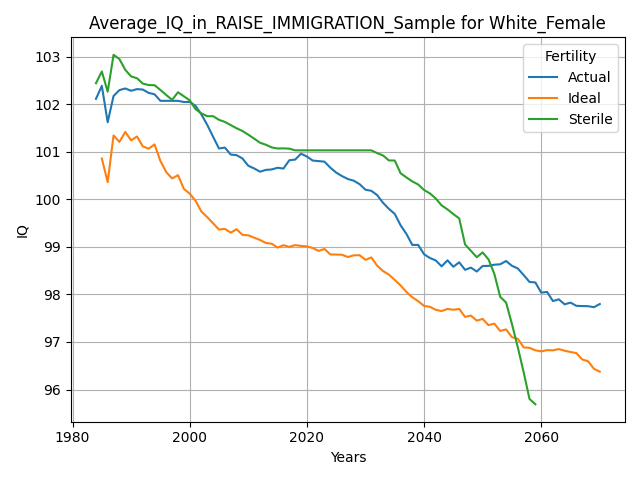 Average_IQ_in_RAISE_IMMIGRATION_Sample for White_Female
Fertility
Actual
Ideal
Sterile
103
102
101
100
99
98
97
96
IQ
1980
2000
2020
2040
2060
Years